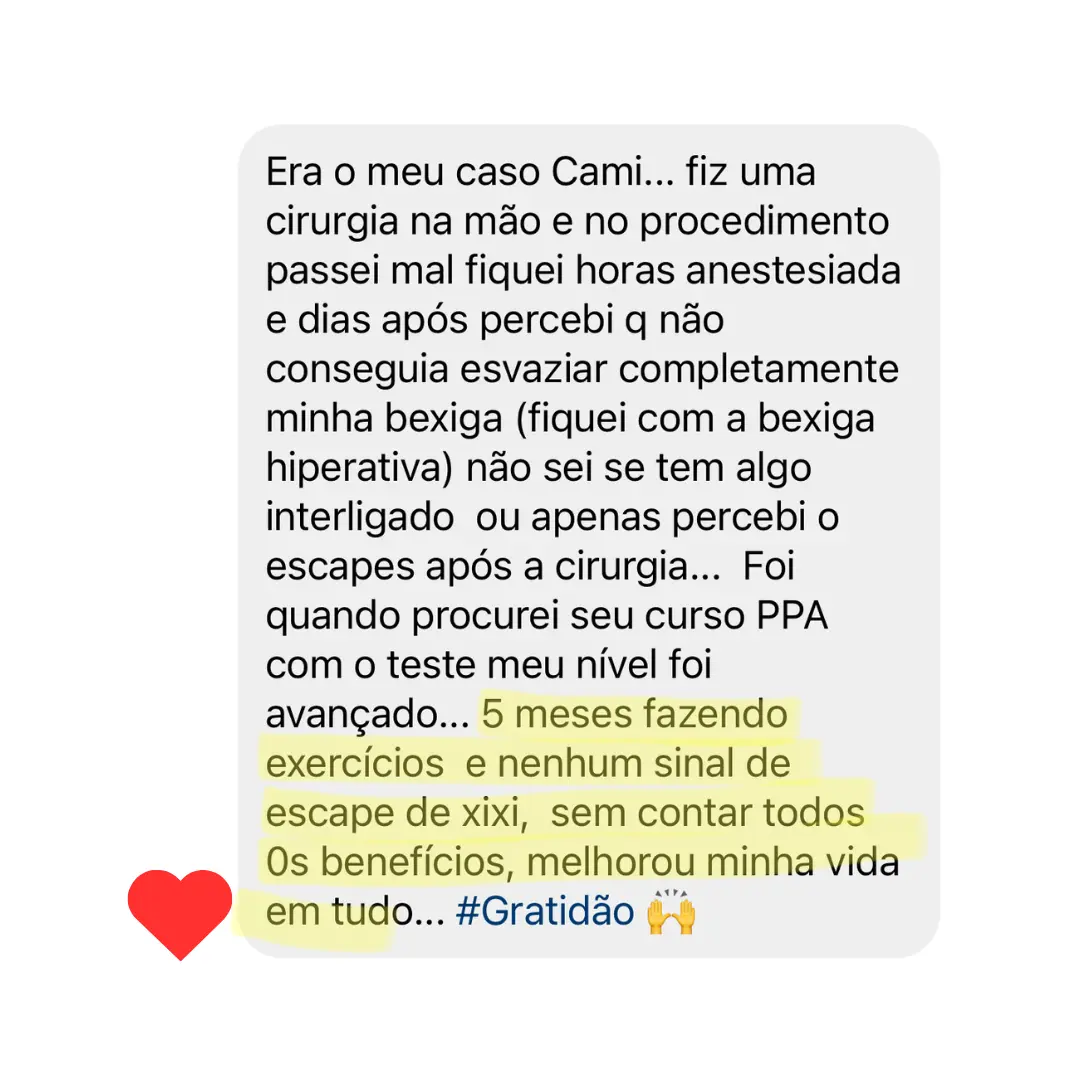 Era o meu caso Cami... fiz uma
cirurgia na mão e no procedimento
passei mal fiquei horas anestesiada
e dias após percebi q não
conseguia esvaziar completamente
minha bexiga (fiquei com a bexiga
hiperativa) não sei se tem algo
interligado  ou apenas percebi o
escapes após a cirurgia...  Foi
quando procurei seu curso PPA
com o teste meu nível foi
avançado... 5 meses fazendo
exercícios  e nenhum sinal de
escape de xixi,  sem contar todos
0s benefícios, melhorou minha vida
em tudo... #Gratidão 🙌